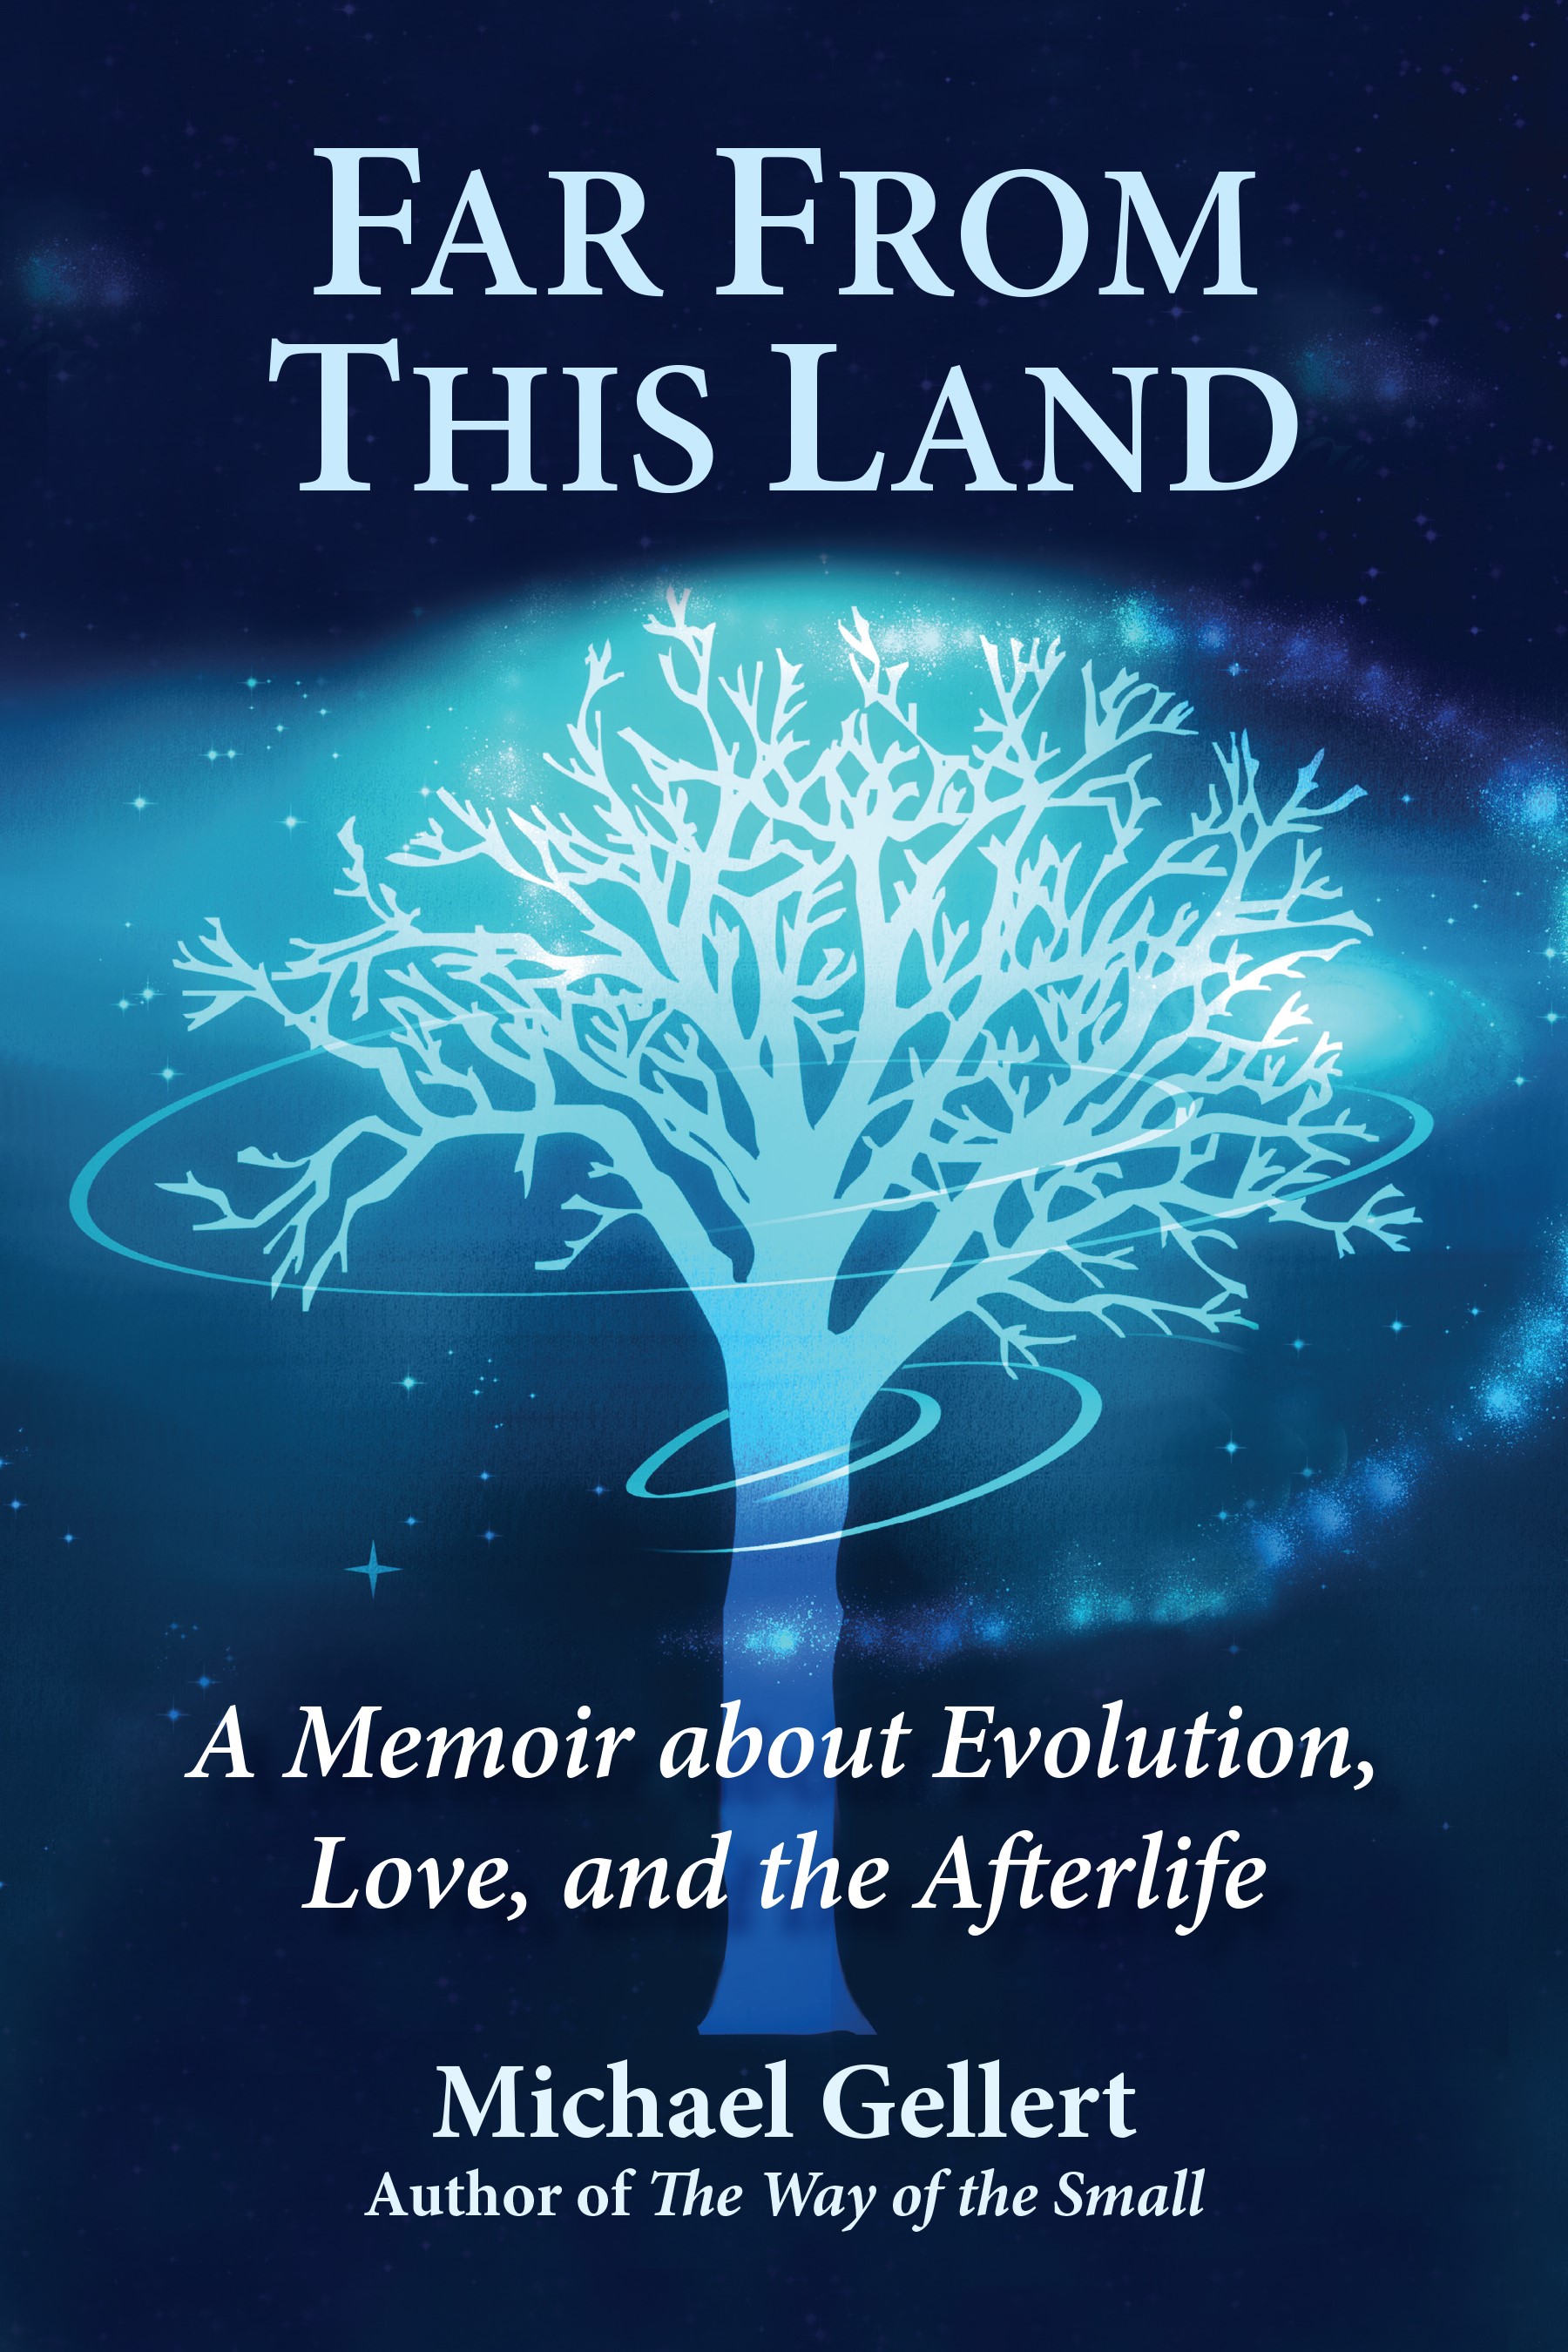 FAR FROM
THIS LAND
A Memoir about Evolution,
Love, and the Afterlife
Michael Gellert
Author of The Way of the Small